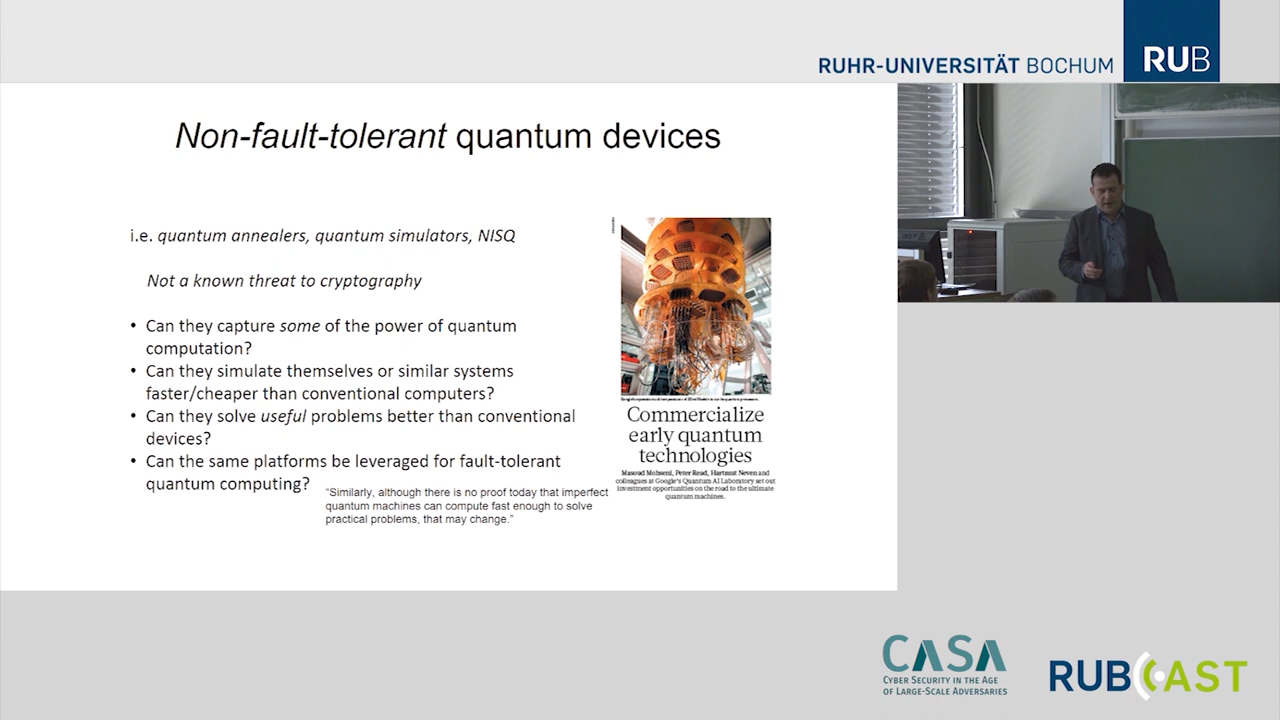 RUHR-UNIVERSITÄT BOCHUM
RUB
Non-fault-tolerant quantum devices
i.e. quantum annealers, quantum simulators, NISQ
Not a known threat to cryptography
• Can they capture some of the power of quantum
computation?
• Can they simulate themselves or similar systems
faster/cheaper than conventional computers?
• Can they solve useful problems better than conventional
devices?
• Can the same platforms be leveraged for fault-tolerant
quantum computing?
"Similarly, although there is no proof today that imperfect
quantum machines can compute fast enough to solve
practical problems, that may change."
Commercialize
early quantum
technologies
Masoud Mohseni, Peter Read, Hartmut Neven and
colleagues at Google's Quantum AI Laboratory set out
investment opportunities on the road to the ultimate
quantum machines.
CASA
CYBER SECURITY IN THE AGE
OF LARGE-SCALE ADVERSARIES
RUBCAST